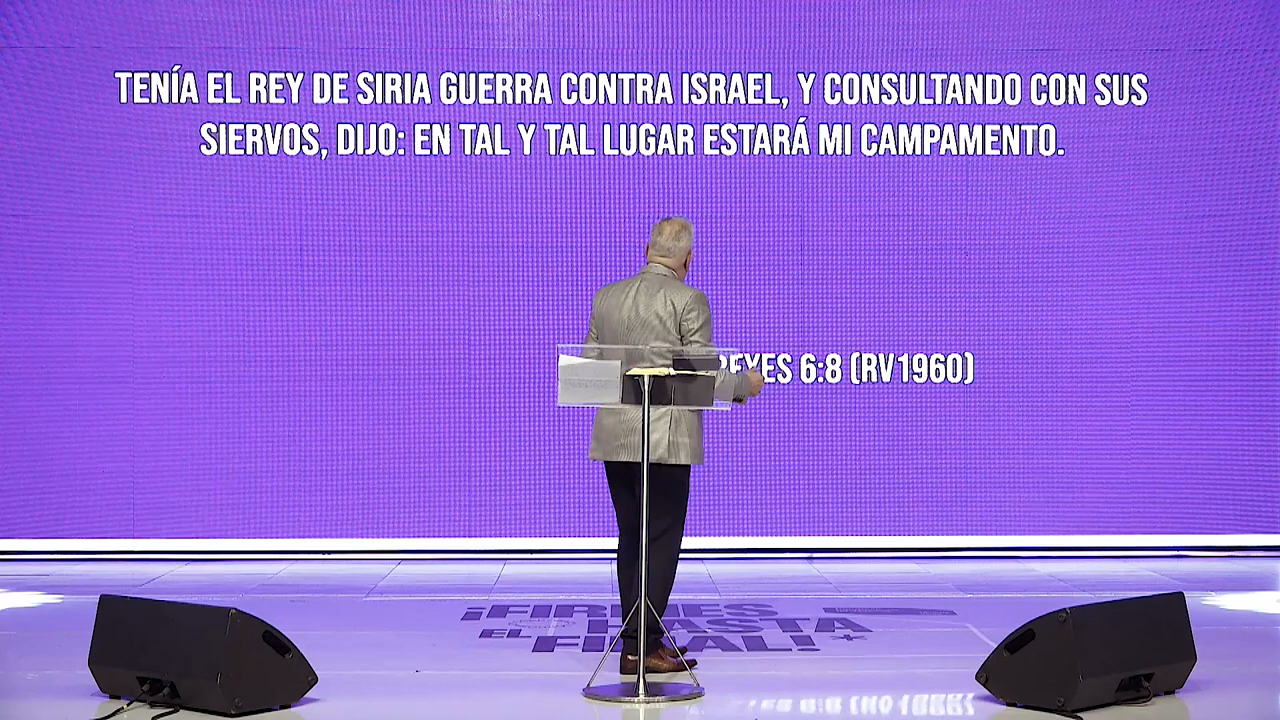 TENÍA EL REY DE SIRIA GUERRA CONTRA ISRAEL, Y CONSULTANDO CON SUS
SIERVOS, DIJO: EN TAL Y TAL LUGAR ESTARÁ MI CAMPAMENTO.
REYES 6:8 (RV1960)
¡FIRMES
HASTA
EL FINAL!*